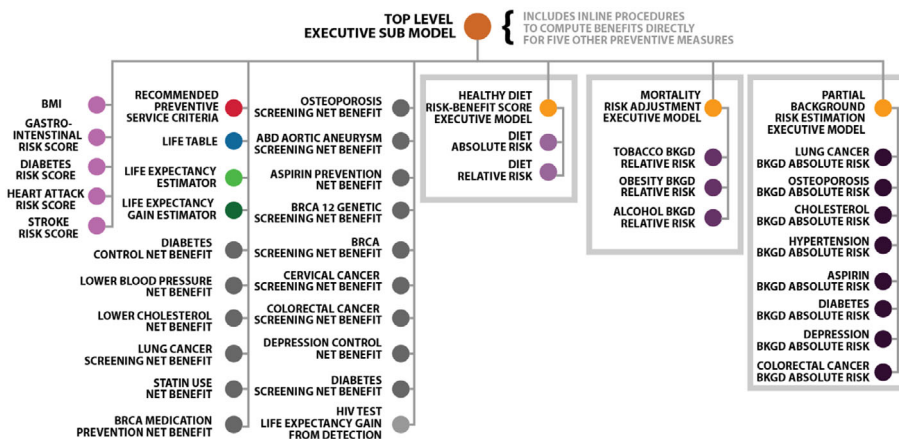 TOP LEVEL
EXECUTIVE SUB MODEL
{ INCLUDES INLINE PROCEDURES
TO COMPUTE BENEFITS DIRECTLY
FOR FIVE OTHER PREVENTIVE MEASURES
BMI
GASTRO-
INTENSTINAL
RISK SCORE
DIABETES
RISK SCORE
HEART ATTACK
RISK SCORE
STROKE
RISK SCORE
RECOMMENDED
PREVENTIVE
SERVICE CRITERIA
LIFE TABLE
LIFE EXPECTANCY
ESTIMATOR
LIFE EXPECTANCY
GAIN ESTIMATOR
DIABETES
CONTROL NET BENEFIT
LOWER BLOOD PRESSURE
NET BENEFIT
LOWER CHOLESTEROL
NET BENEFIT
LUNG CANCER
SCREENING NET BENEFIT
STATIN USE
NET BENEFIT
BRCA MEDICATION
PREVENTION NET BENEFIT
OSTEOPOROSIS
SCREENING NET BENEFIT
ABD AORTIC ANEURYSM
SCREENING NET BENEFIT
ASPIRIN PREVENTION
NET BENEFIT
BRCA 12 GENETIC
SCREENING NET BENEFIT
BRCA
SCREENING NET BENEFIT
CERVICAL CANCER
SCREENING NET BENEFIT
COLORECTAL CANCER
SCREENING NET BENEFIT
DEPRESSION CONTROL
NET BENEFIT
DIABETES
SCREENING NET BENEFIT
HIV TEST
LIFE EXPECTANCY GAIN
FROM DETECTION
HEALTHY DIET
RISK-BENEFIT SCORE
EXECUTIVE MODEL
DIET
ABSOLUTE RISK
DIET
RELATIVE RISK
MORTALITY
RISK ADJUSTMENT
EXECUTIVE MODEL
TOBACCO BKGD
RELATIVE RISK
OBESITY BKGD
RELATIVE RISK
ALCOHOL BKGD
RELATIVE RISK
PARTIAL
BACKGROUND
RISK ESTIMATION
EXECUTIVE MODEL
LUNG CANCER
BKGD ABSOLUTE RISK
OSTEOPOROSIS
BKGD ABSOLUTE RISK
CHOLESTEROL
BKGD ABSOLUTE RISK
HYPERTENSION
BKGD ABSOLUTE RISK
ASPIRIN
BKGD ABSOLUTE RISK
DIABETES
BKGD ABSOLUTE RISK
DEPRESSION
BKGD ABSOLUTE RISK
COLORECTAL CANCER
BKGD ABSOLUTE RISK